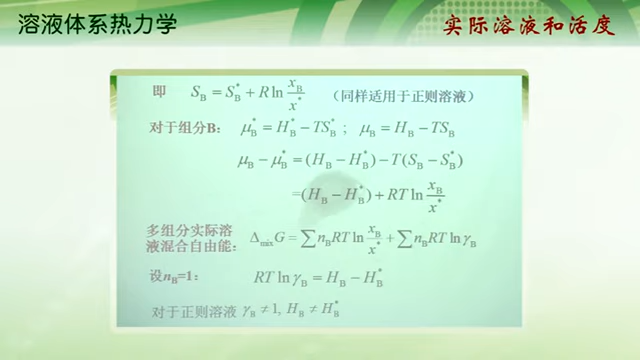 溶液体系热力学
实际溶液和活度
即 S_B = S_B^* + R ln x_B/x^* （同样适用于正则溶液）
对于组分B: μ_B^* = H_B^* − TS_B^* ; μ_B = H_B − TS_B
μ_B − μ_B^* = (H_B − H_B^*) − T(S_B − S_B^*)
=(H_B − H_B^*) + RT ln x_B/x^*
多组分实际溶
液混合自由能: Δ_mix G = ∑n_B RT ln x_B/x^* + ∑n_B RT ln γ_B
设n_B=1: RT ln γ_B = H_B − H_B^*
对于正则溶液 γ_B ≠ 1, H_B ≠ H_B^*